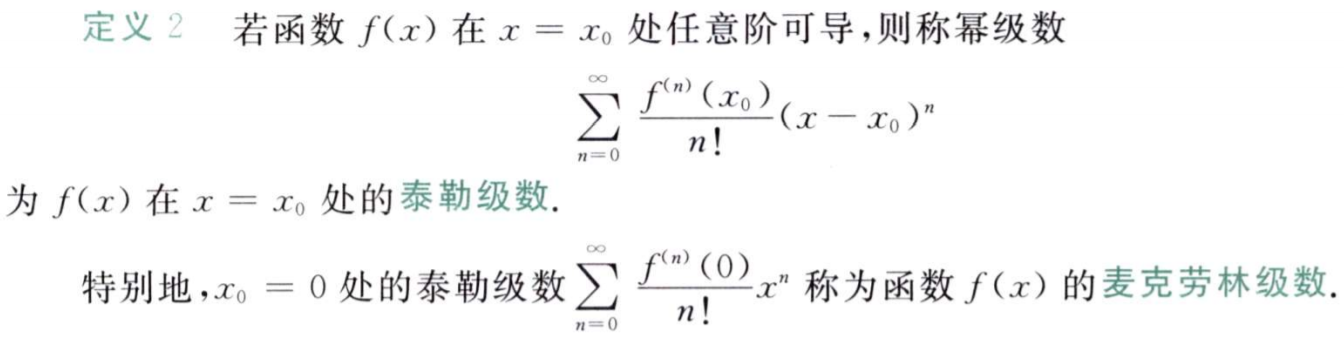 定义 2 若函数 f(x) 在 x = x₀ 处任意阶可导,则称幂级数
$$\sum_{n=0}^{\infty} \frac{f^{(n)}(x_0)}{n!}(x-x_0)^n$$
为 f(x) 在 x = x₀ 处的泰勒级数.
特别地,x₀ = 0 处的泰勒级数$\sum_{n=0}^{\infty} \frac{f^{(n)}(0)}{n!}x^n$ 称为函数 f(x) 的麦克劳林级数.